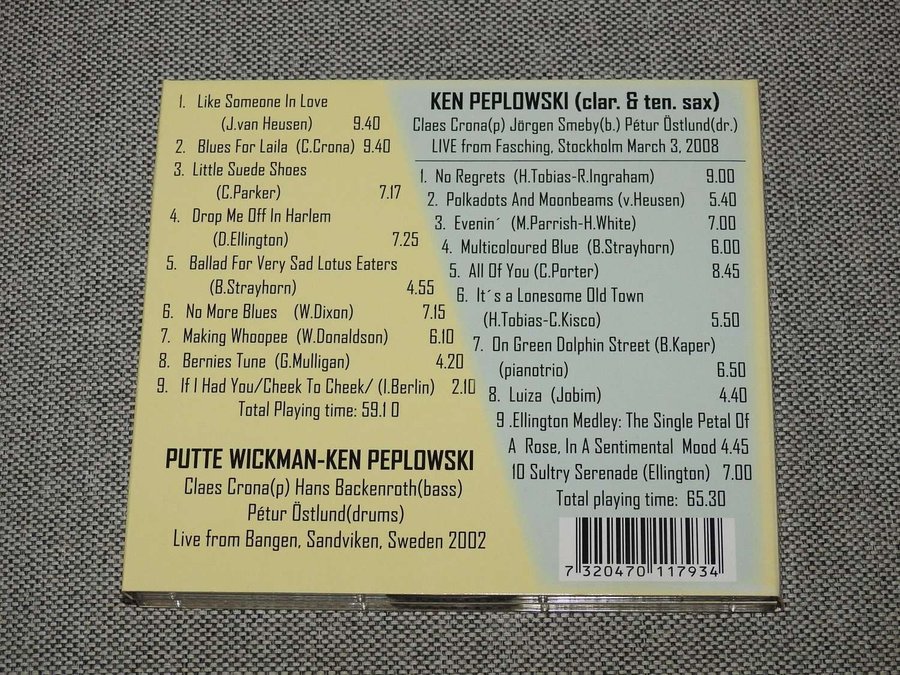 1. Like Someone In Love
(J.van Heusen) 9.40
2. Blues For Laila (C.Crona) 9.40
3. Little Suede Shoes
(C.Parker) 7.17
4. Drop Me Off In Harlem
(D.Ellington) 7.25
5. Ballad For Very Sad Lotus Eaters
(B.Strayhorn) 4.55
6. No More Blues (W.Dixon) 7.15
7. Making Whoopee (W.Donaldson) 6.10
8. Bernies Tune (G.Mulligan) 4.20
9. If I Had You/Cheek To Cheek/ (I.Berlin) 2.10
Total Playing time: 59.1 0
PUTTE WICKMAN-KEN PEPLOWSKI
Claes Crona(p) Hans Backenroth(bass)
Pétur Östlund(drums)
Live from Bangen, Sandviken, Sweden 2002
KEN PEPLOWSKI (clar. & ten. sax)
Claes Crona(p) Jörgen Smeby(b.) Pétur Östlund(dr.)
LIVE from Fasching, Stockholm March 3, 2008
1. No Regrets (H.Tobias-R.Ingraham) 9.00
2. Polkadots And Moonbeams (v.Heusen) 5.40
3. Evenin´ (M.Parrish-H.White) 7.00
4. Multicoloured Blue (B.Strayhorn) 6.00
5. All Of You (C.Porter) 8.45
6. It´s a Lonesome Old Town
(H.Tobias-C.Kisco) 5.50
7. On Green Dolphin Street (B.Kaper)
(pianotrio) 6.50
8. Luiza (Jobim) 4.40
9 .Ellington Medley: The Single Petal Of
A Rose, In A Sentimental Mood 4.45
10 Sultry Serenade (Ellington) 7.00
Total playing time: 65.30
7 320470 117934